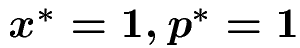 x* = 1, p* = 1